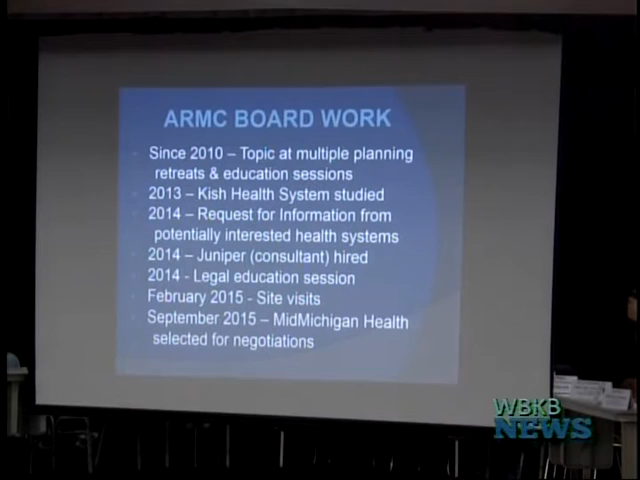 ARMC BOARD WORK
Since 2010 – Topic at multiple planning
retreats & education sessions
2013 – Kish Health System studied
2014 – Request for Information from
potentially interested health systems
2014 – Juniper (consultant) hired
2014 - Legal education session
February 2015 - Site visits
September 2015 – MidMichigan Health
selected for negotiations
WBKB
NEWS